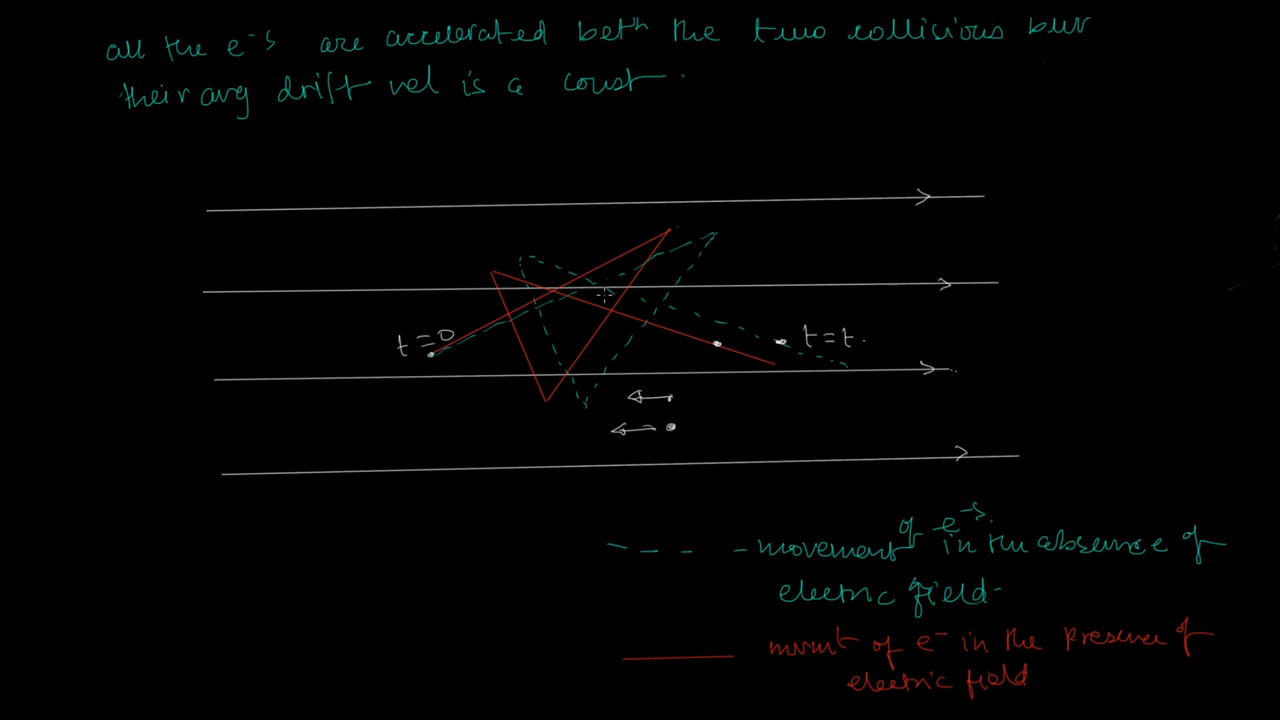 all the e⁻s are accelerated betⁿ the two collisions but
their avg drift vel is a const.
t=0
t=t.
movement of e⁻s. in the absence of
electric field
mvmt of e⁻ in the presence of
electric field